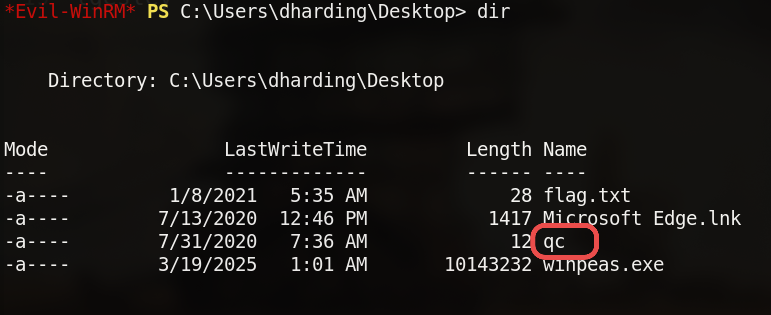 *Evil-WinRM* PS C:\Users\dharding\Desktop> dir
Directory: C:\Users\dharding\Desktop
Mode LastWriteTime Length Name
---- ------------- ------ ----
-a---- 1/8/2021 5:35 AM 28 flag.txt
-a---- 7/13/2020 12:46 PM 1417 Microsoft Edge.lnk
-a---- 7/31/2020 7:36 AM 12 qc
-a---- 3/19/2025 1:01 AM 10143232 winpeas.exe